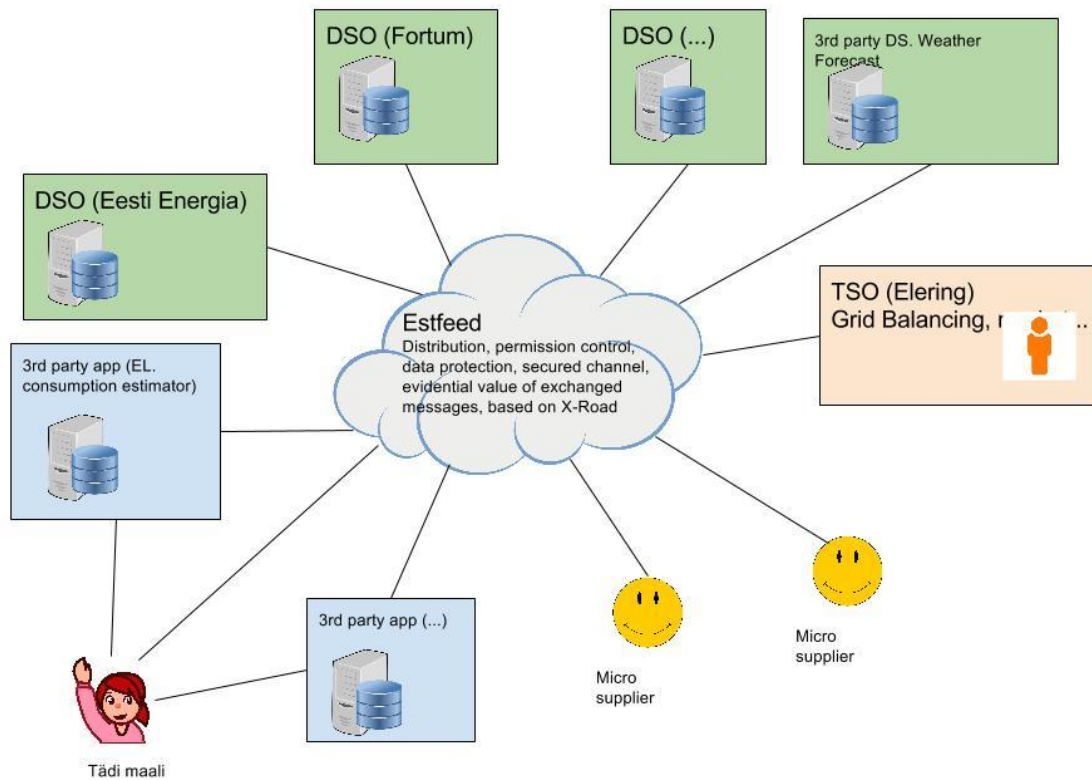 DSO (Fortum)
DSO (...)
3rd party DS. Weather
Forecast
DSO (Eesti Energia)
TSO (Elering)
Grid Balancing,
Estfeed
Distribution, permission control,
data protection, secured channel,
evidential value of exchanged
messages, based on X-Road
3rd party app (EL.
consumption estimator)
3rd party app (...)
Micro
supplier
Micro
supplier
Tädi maali